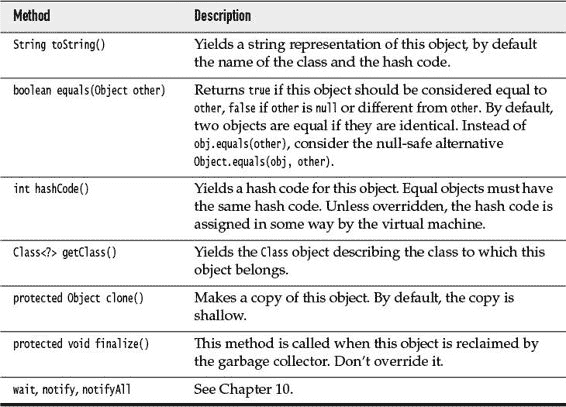 Method Description
String toString() Yields a string representation of this object, by default
the name of the class and the hash code.
boolean equals(Object other) Returns true if this object should be considered equal to
other, false if other is null or different from other. By default,
two objects are equal if they are identical. Instead of
obj.equals(other), consider the null-safe alternative
Object.equals(obj, other).
int hashCode() Yields a hash code for this object. Equal objects must have
the same hash code. Unless overridden, the hash code is
assigned in some way by the virtual machine.
Class<?> getClass() Yields the Class object describing the class to which this
object belongs.
protected Object clone() Makes a copy of this object. By default, the copy is
shallow.
protected void finalize() This method is called when this object is reclaimed by
the garbage collector. Don't override it.
wait, notify, notifyAll See Chapter 10.